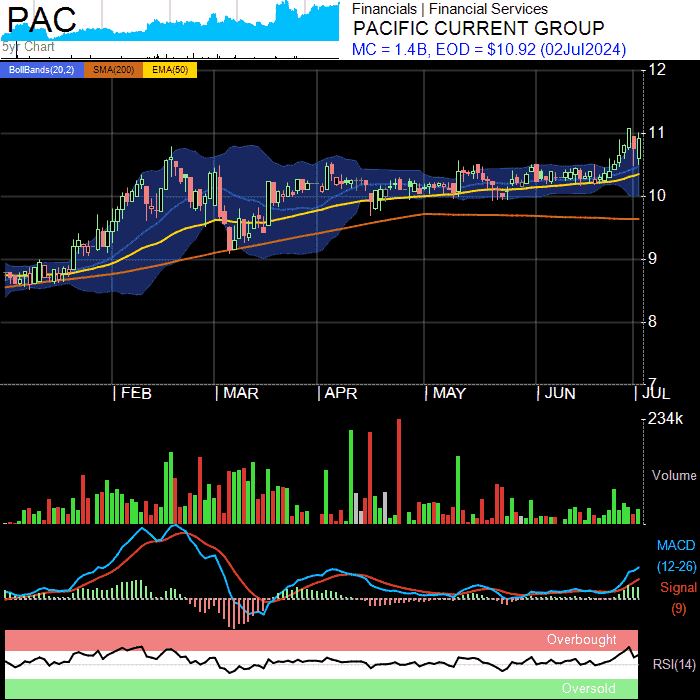 PAC
5yr Chart
Financials | Financial Services
PACIFIC CURRENT GROUP
MC = 1.4B, EOD = $10.92 (02Jul2024)
BollBands(20,2) SMA(200) EMA(50)
12
11
10
9
8
7
FEB MAR APR MAY JUN JUL
234k
Volume
MACD
(12-26)
Signal
(9)
Overbought
RSI(14)
Oversold